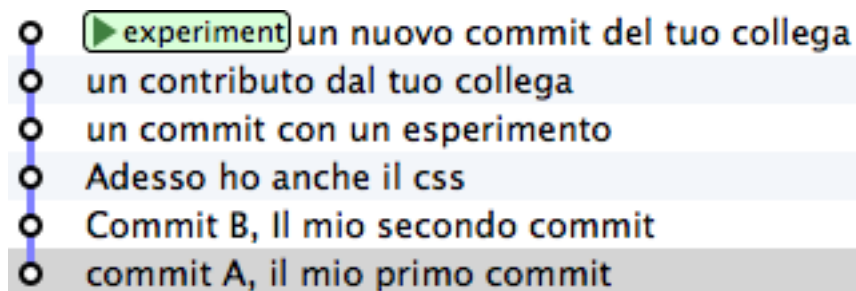 experiment un nuovo commit del tuo collega
un contributo dal tuo collega
un commit con un esperimento
Adesso ho anche il css
Commit B, Il mio secondo commit
commit A, il mio primo commit